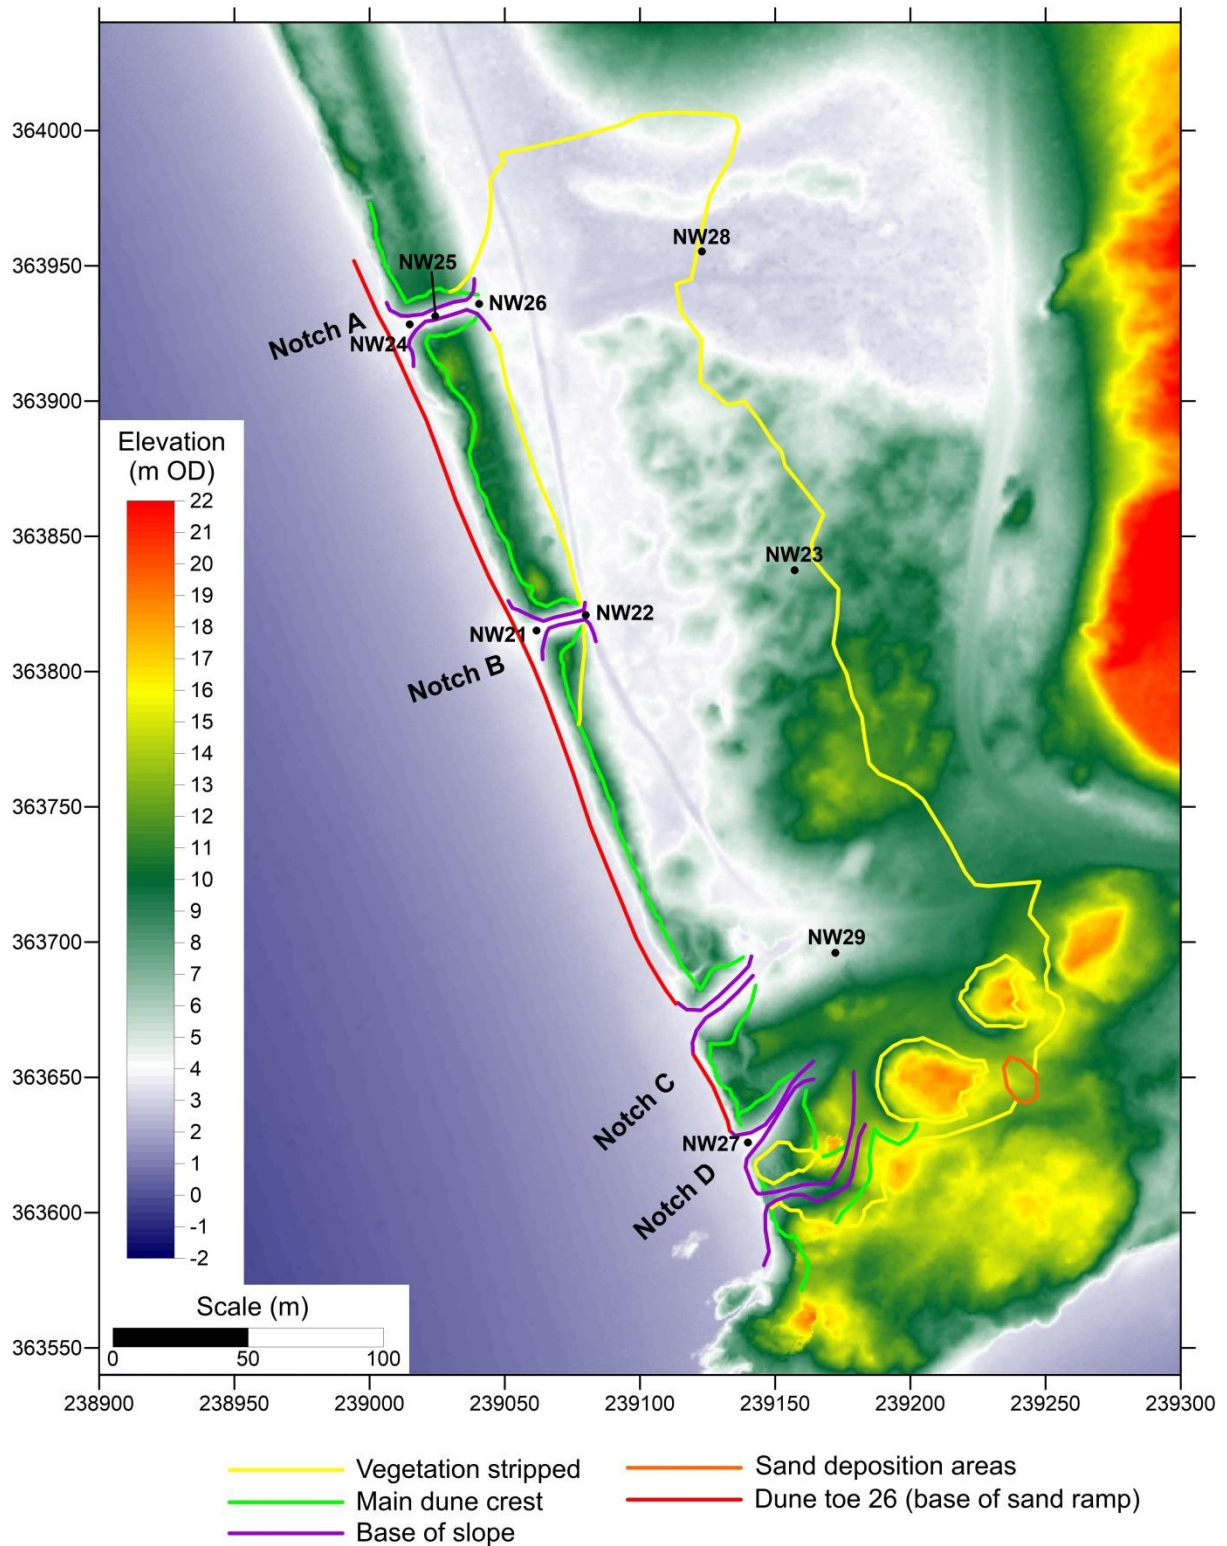 364000
363950
363900
363850
363800
363750
363700
363650
363600
363550
NW28
NW25
NW26
NW24
Notch A
NW23
NW22
NW21
Notch B
NW29
Notch C
NW27
Notch D
Elevation
(m OD)
22
21
20
19
18
17
16
15
14
13
12
11
10
9
8
7
6
5
4
3
2
1
0
-1
-2
Scale (m)
0 50 100
238900 238950 239000 239050 239100 239150 239200 239250 239300
Vegetation stripped
Main dune crest
Base of slope
Sand deposition areas
Dune toe 26 (base of sand ramp)